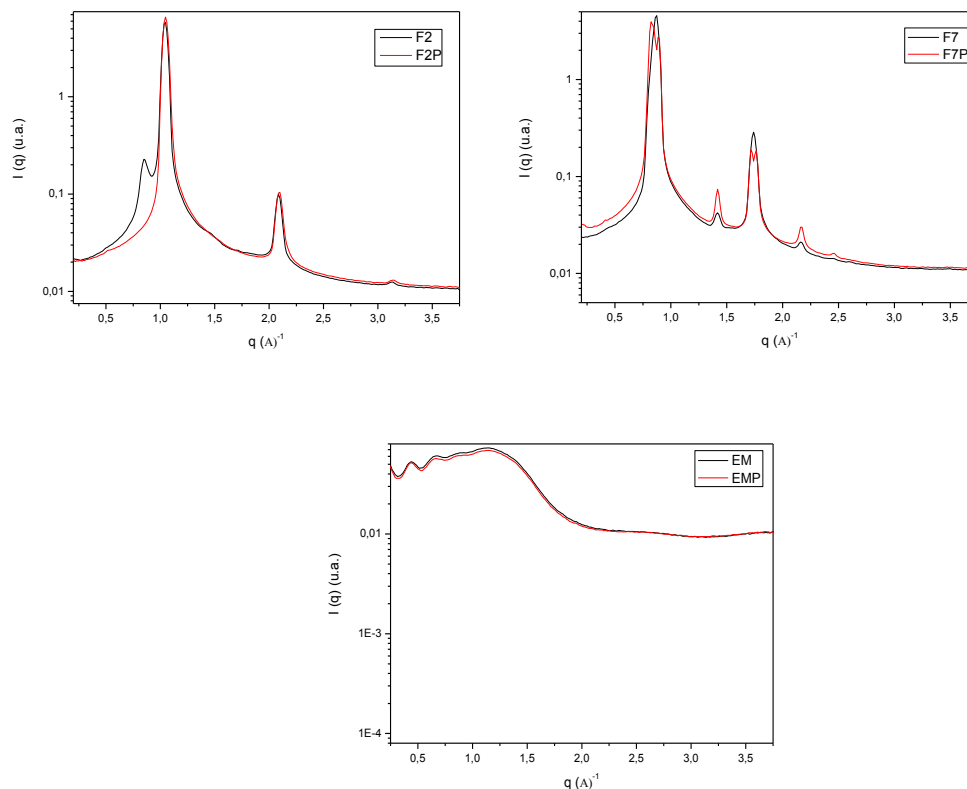 F2
F2P
1
0,1
0,01
I (q) (u.a.)
0,5 1,0 1,5 2,0 2,5 3,0 3,5
q (A)⁻¹
F7
F7P
1
0,1
0,01
I (q) (u.a.)
0,5 1,0 1,5 2,0 2,5 3,0 3,5
q (A)⁻¹
EM
EMP
0,01
1E-3
1E-4
I (q) (u.a.)
0,5 1,0 1,5 2,0 2,5 3,0 3,5
q (A)⁻¹